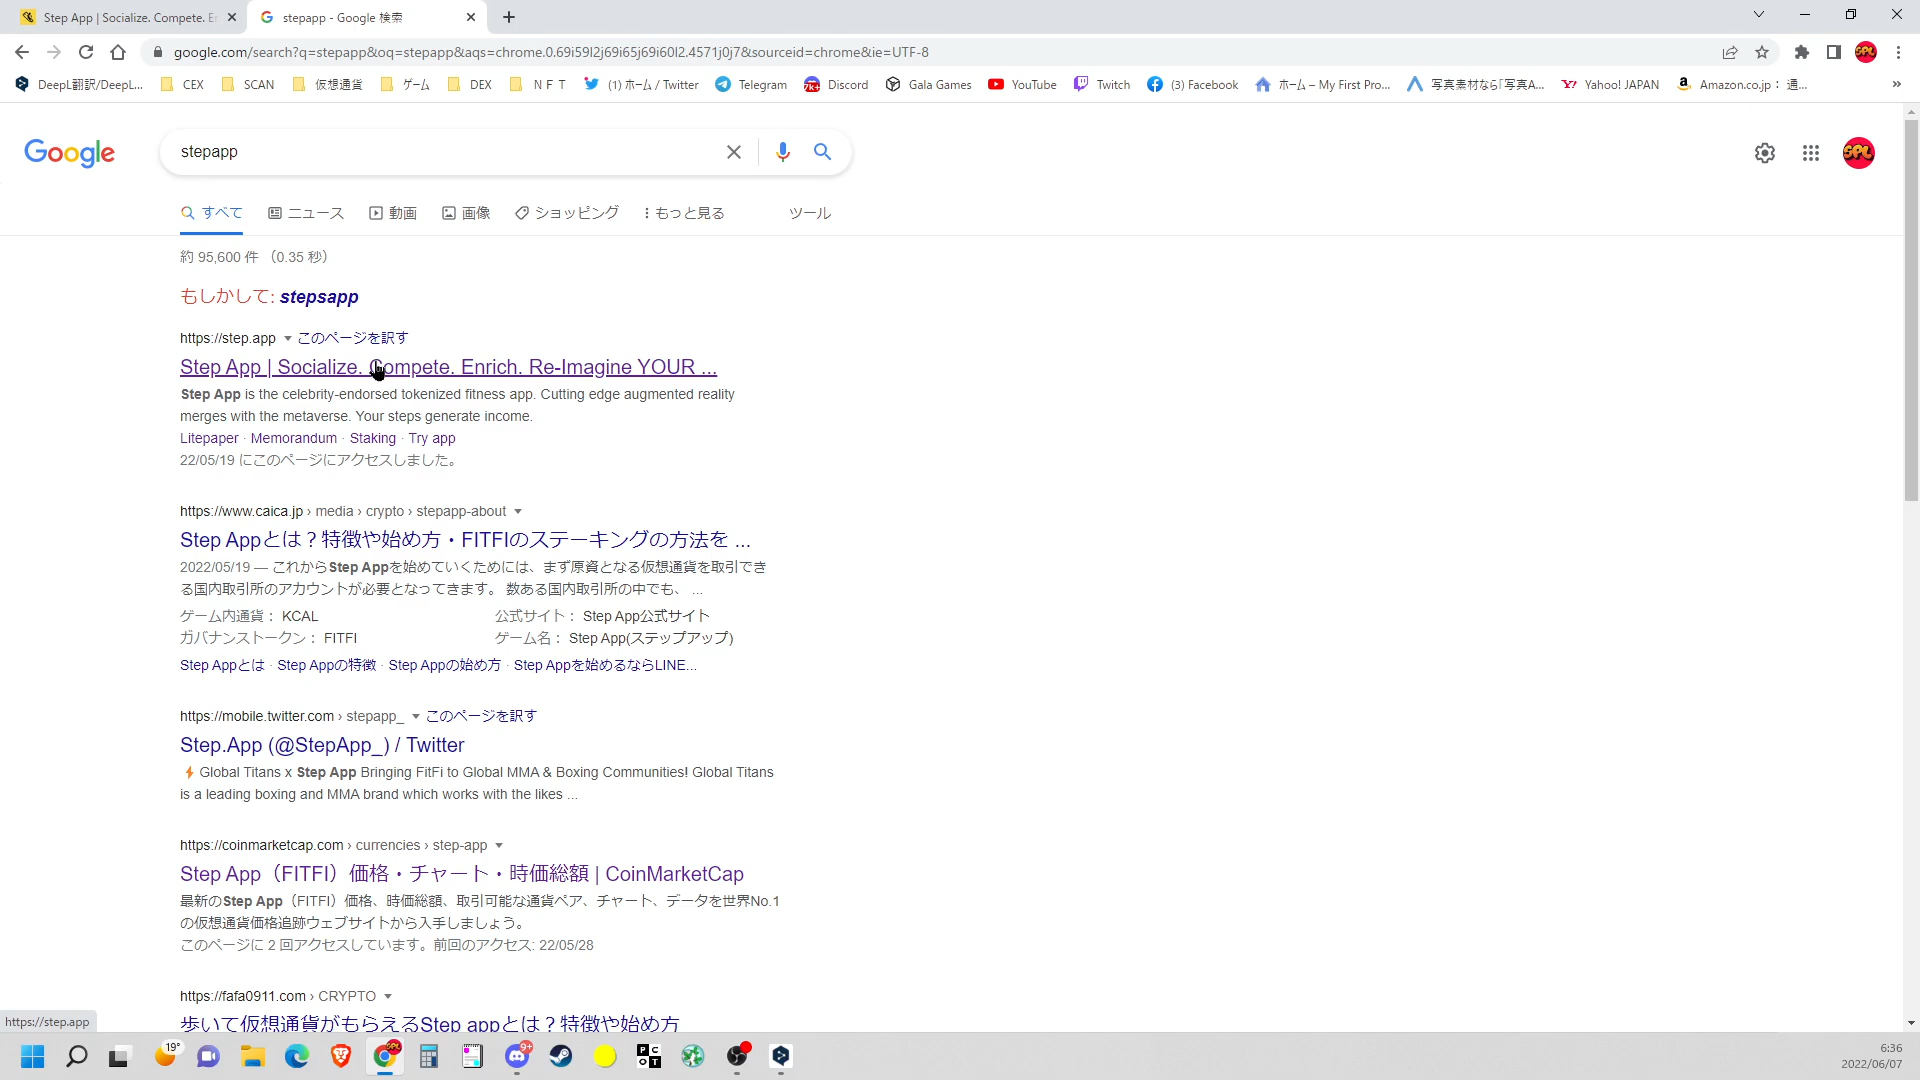 Step App | Socialize. Compete. En
stepapp - Google 検索
google.com/search?q=stepapp&oq=stepapp&aqs=chrome.0.69i59l2j69i65j69i60l2.4571j0j7&sourceid=chrome&ie=UTF-8
DeepL翻訳/DeepL...
CEX
SCAN
仮想通貨
ゲーム
DEX
ＮＦＴ
(1) ホーム / Twitter
Telegram
7k+
Discord
Gala Games
YouTube
Twitch
(3) Facebook
ホーム – My First Pro...
写真素材なら「写真A...
Yahoo! JAPAN
Amazon.co.jp： 通...
»
Google
stepapp
SPL
すべて
ニュース
動画
画像
ショッピング
もっと見る
ツール
約 95,600 件 （0.35 秒）
もしかして: stepsapp
https://step.app
このページを訳す
Step App | Socialize. Compete. Enrich. Re-Imagine YOUR ...
Step App is the celebrity-endorsed tokenized fitness app. Cutting edge augmented reality
merges with the metaverse. Your steps generate income.
Litepaper · Memorandum · Staking · Try app
22/05/19 にこのページにアクセスしました。
https://www.caica.jp › media › crypto › stepapp-about
Step Appとは？特徴や始め方・FITFIのステーキングの方法を ...
2022/05/19 — これからStep Appを始めていくためには、まず原資となる仮想通貨を取引でき
る国内取引所のアカウントが必要となってきます。 数ある国内取引所の中でも、 ...
ゲーム内通貨： KCAL
公式サイト： Step App公式サイト
ガバナンストークン： FITFI
ゲーム名： Step App(ステップアップ)
Step Appとは · Step Appの特徴 · Step Appの始め方 · Step Appを始めるならLINE...
https://mobile.twitter.com › stepapp_
このページを訳す
Step.App (@StepApp_) / Twitter
⚡ Global Titans x Step App Bringing FitFi to Global MMA & Boxing Communities! Global Titans
is a leading boxing and MMA brand which works with the likes ...
https://coinmarketcap.com › currencies › step-app
Step App（FITFI）価格・チャート・時価総額 | CoinMarketCap
最新のStep App（FITFI）価格、時価総額、取引可能な通貨ペア、チャート、データを世界No.1
の仮想通貨価格追跡ウェブサイトから入手しましょう。
このページに 2 回アクセスしています。前回のアクセス: 22/05/28
https://fafa0911.com › CRYPTO
歩いて仮想通貨がもらえるStep appとは？特徴や始め方
https://step.app
19°
9+
PCOT
6:36
2022/06/07